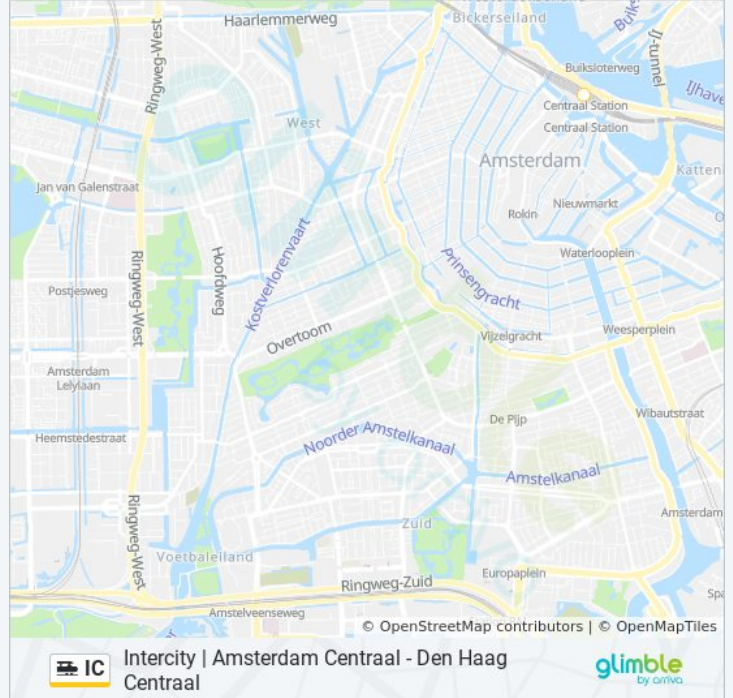 Haarlemmerweg
Bickerseiland
Ringweg-West
IJ-tunnel
Buiksloterweg
Centraal Station
Centraal Station
West
Amsterdam
Jan van Galenstraat
Rokin
Nieuwmarkt
Waterlooplein
Hoofdweg
Kostverlorenvaart
Prinsengracht
Ringweg-West
Postjesweg
Overtoom
Vijzelgracht
Weesperplein
Amsterdam
Lelylaan
De Pijp
Wibautstraat
Heemstedestraat
Noorder Amstelkanaal
Amstelkanaal
Ringweg-West
Zuid
Amsterdam
Voetbaleiland
Europaplein
Ringweg-Zuid
Amstelveenseweg
© OpenStreetMap contributors | © OpenMapTiles
IC
Intercity | Amsterdam Centraal - Den Haag
Centraal
glimble
by arriva